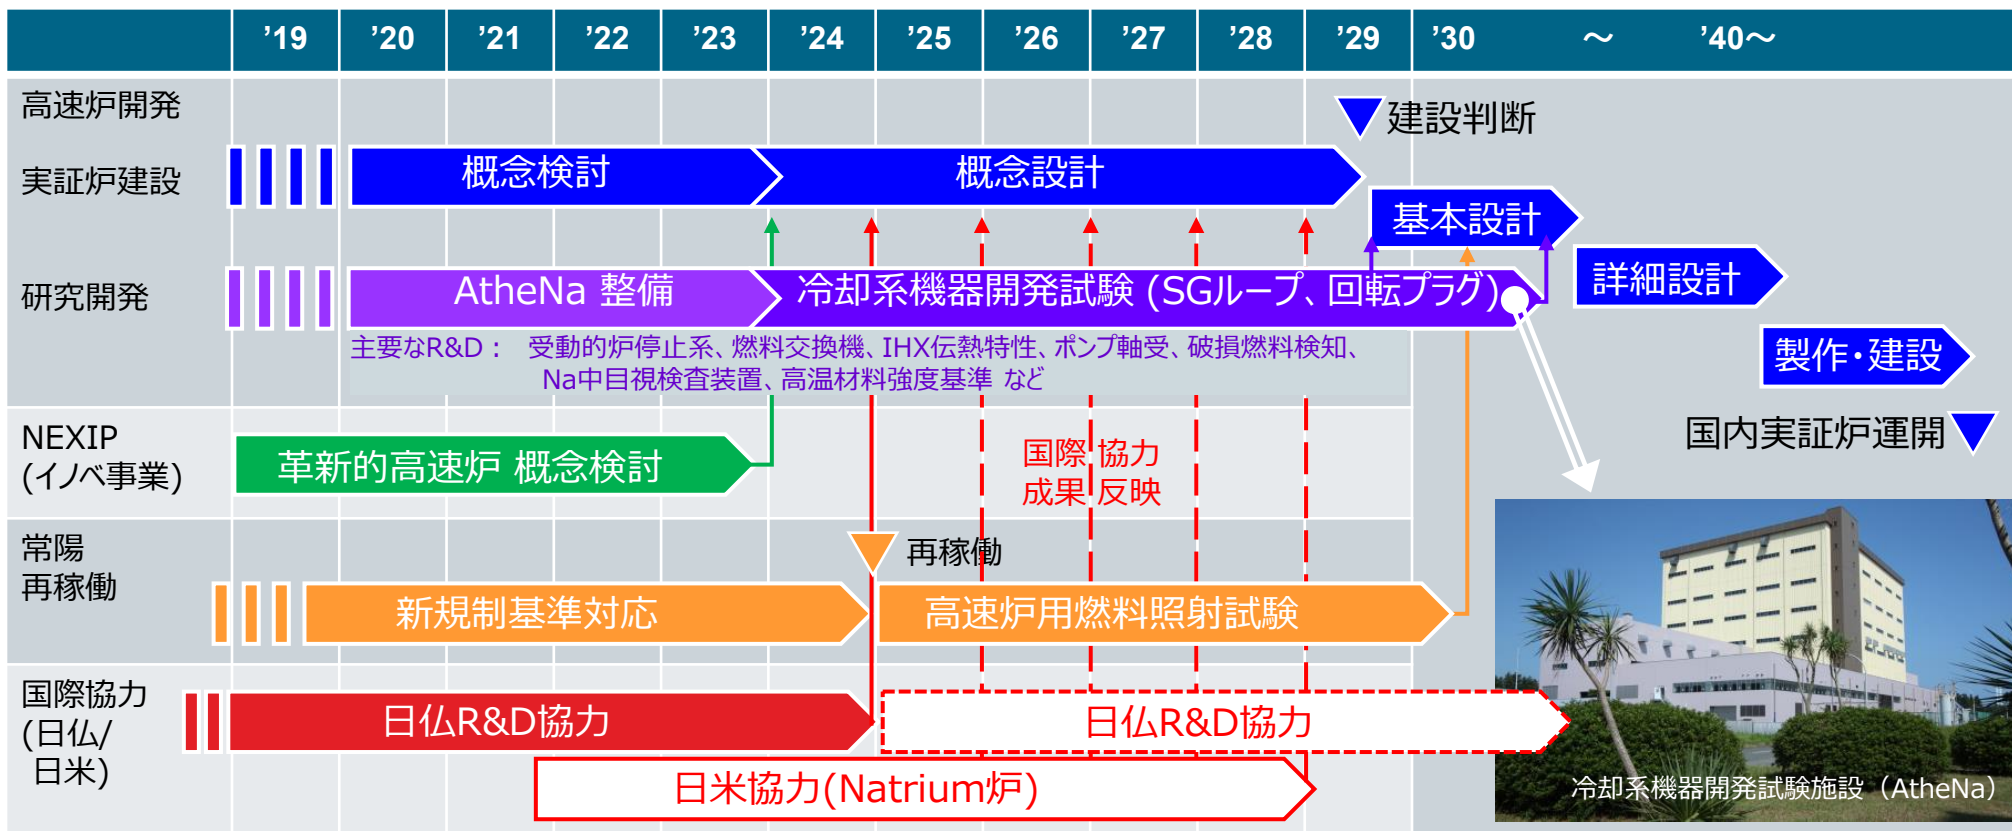 ’19 ’20 ’21 ’22 ’23 ’24 ’25 ’26 ’27 ’28 ’29 ’30 ～ ’40～
高速炉開発
建設判断
実証炉建設
概念検討
概念設計
基本設計
詳細設計
製作・建設
国内実証炉運開
研究開発
AtheNa 整備
冷却系機器開発試験 (SGループ、回転プラグ)
主要なR&D： 受動的炉停止系、燃料交換機、IHX伝熱特性、ポンプ軸受、破損燃料検知、
Na中目視検査装置、高温材料強度基準 など
NEXIP
(イノベ事業)
革新的高速炉 概念検討
国際協力
成果反映
常陽
再稼働
再稼働
新規制基準対応
高速炉用燃料照射試験
国際協力
(日仏/
日米)
日仏R&D協力
日仏R&D協力
日米協力(Natrium炉)
冷却系機器開発試験施設（AtheNa）